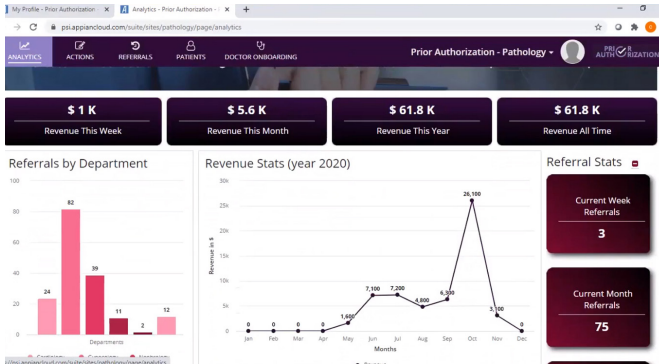 My Profile - Prior Authorization
Analytics - Prior Authorization -
psi.appiancloud.com/suite/sites/pathology/page/analytics
ANALYTICS
ACTIONS
REFERRALS
PATIENTS
DOCTOR ONBOARDING
Prior Authorization - Pathology
PRI R
AUTH RIZATION
$ 1 K
Revenue This Week
$ 5.6 K
Revenue This Month
$ 61.8 K
Revenue This Year
$ 61.8 K
Revenue All Time
Referrals by Department
100
80
60
40
20
0
24
82
39
11
2
12
Departments
Revenue Stats (year 2020)
Revenue in $
30k
25k
20k
15k
10k
5k
0
0
0
0
0
1,600
7,100
7,200
4,800
6,300
26,100
3,100
0
Jan
Feb
Mar
Apr
May
Jun
Jul
Aug
Sep
Oct
Nov
Dec
Months
Referral Stats
Current Week
Referrals
3
Current Month
Referrals
75